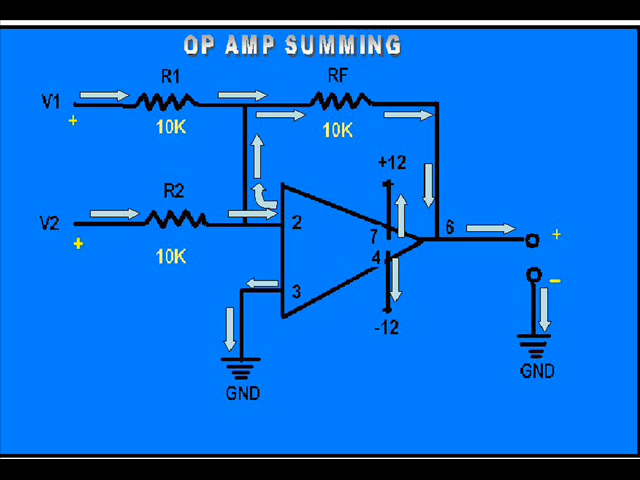 OP AMP SUMMING
R1
RF
V1
+
10K
10K
+12
R2
V2
+
10K
2
7
6
+
4
3
-
-12
GND
GND